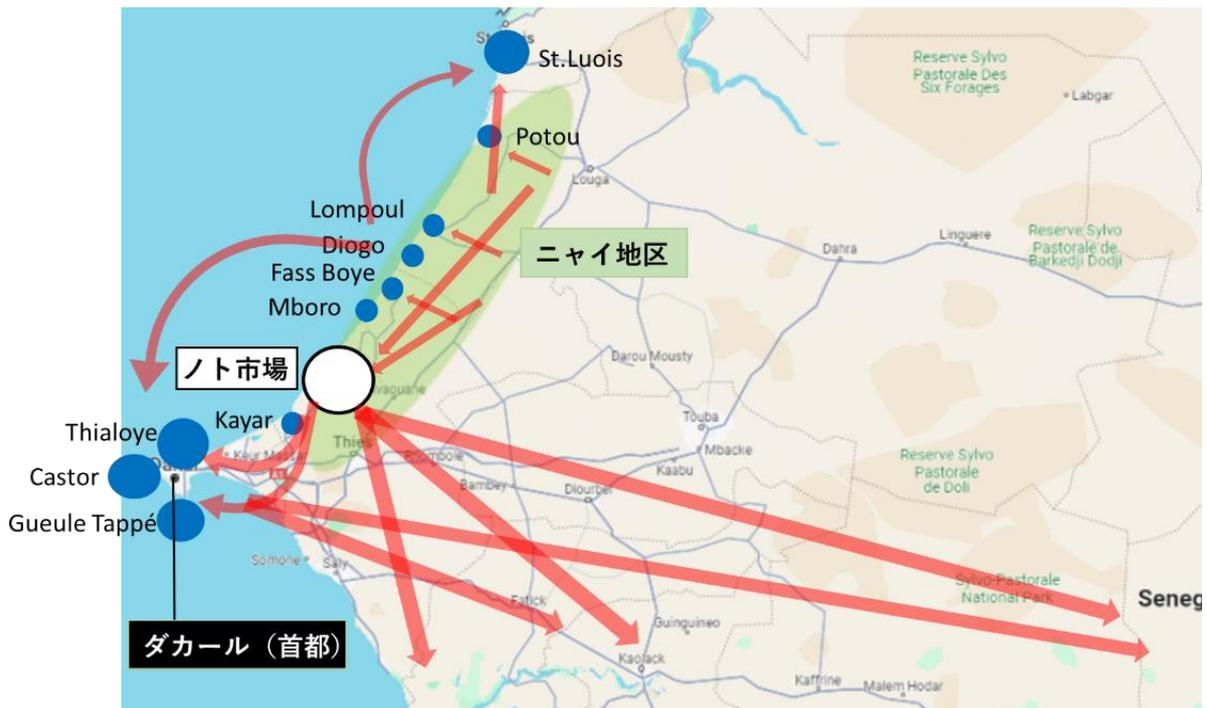 St.Luois
Reserve Sylvo
Pastorale Des
Six Forages
Labgar
Potou
Louga
Lompoul
Diogo
Fass Boye
Mboro
ニャイ地区
Dahra
Linguere
Reserve Sylvo
Pastorale de
Barkedji Dodji
ノト市場
Darou Mousty
Kayar
Thialoye
Castor
Gueule Tappé
Thies
Touba
Mbacke
Kaabu
Bambey
Diourbel
Reserve Sylvo
Pastorale
de Doli
Somone
Saly
Fatick
Sylvo-Pastorale
National Park
Seneg
ダカール（首都）
Guinguineo
Kaolack
Kaffrine
Malem Hodar